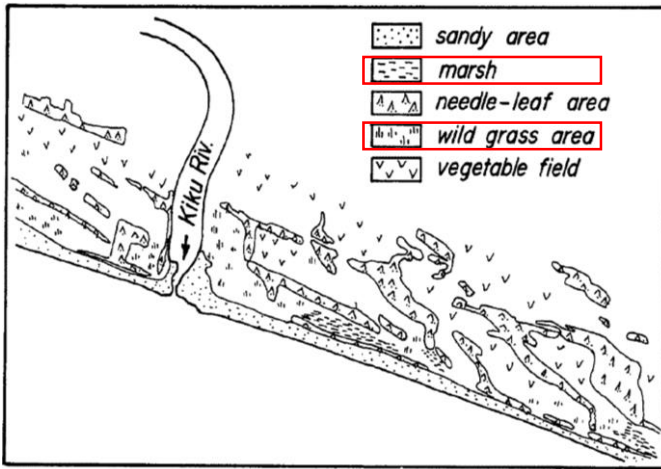 sandy area
marsh
needle-leaf area
wild grass area
vegetable field
Kiku Riv.